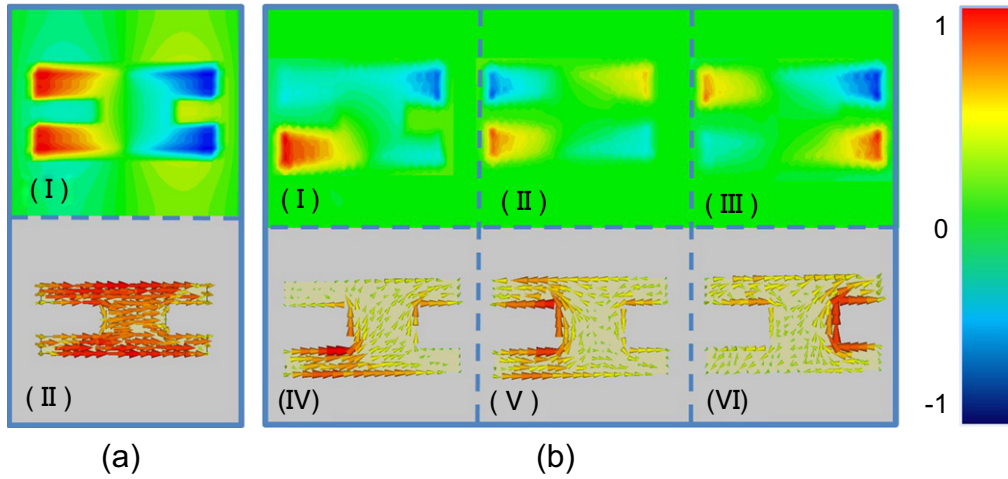 ( I )
( II )
(a)
( I )
( II )
( III )
(IV)
( V )
(VI)
(b)
1
0
-1